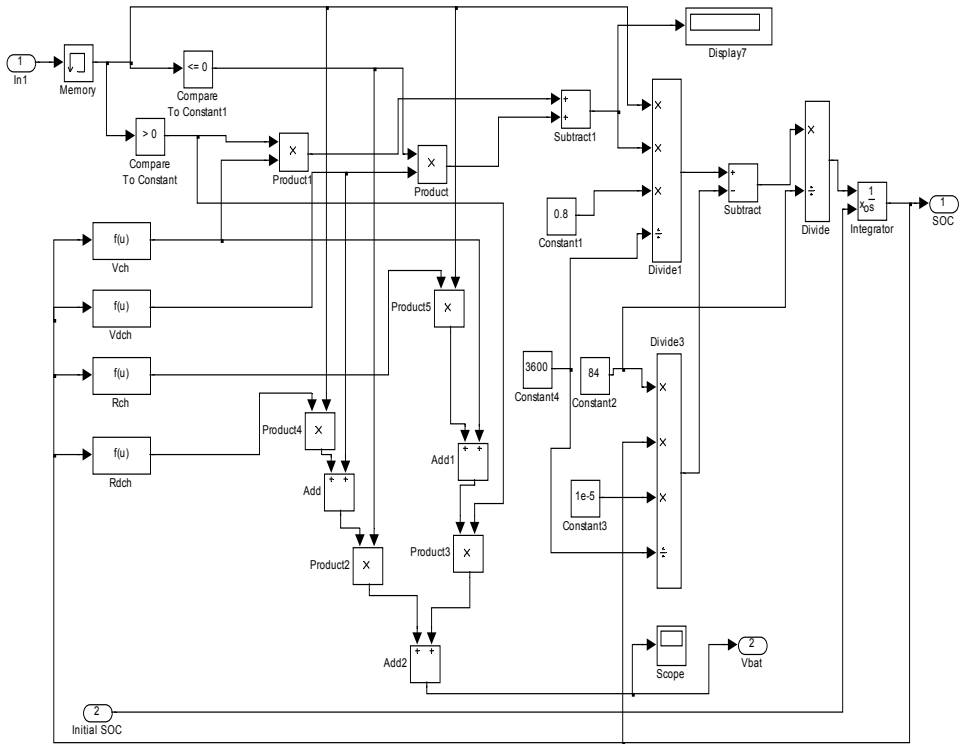 1
In1
Memory
<= 0
Compare
To Constant1
> 0
Compare
To Constant
×
Product1
×
Product
+
+
Subtract1
Display7
×
×
×
÷
Divide1
0.8
Constant1
+
−
Subtract
×
÷
Divide
1
s
xo
Integrator
1
SOC
f(u)
Vch
f(u)
Vdch
f(u)
Rch
f(u)
Rdch
×
Product5
×
Product4
+ +
Add
+ +
Add1
×
Product2
×
Product3
+ +
Add2
3600
Constant4
84
Constant2
1e-5
Constant3
Divide3
×
×
×
÷
Scope
2
Vbat
2
Initial SOC